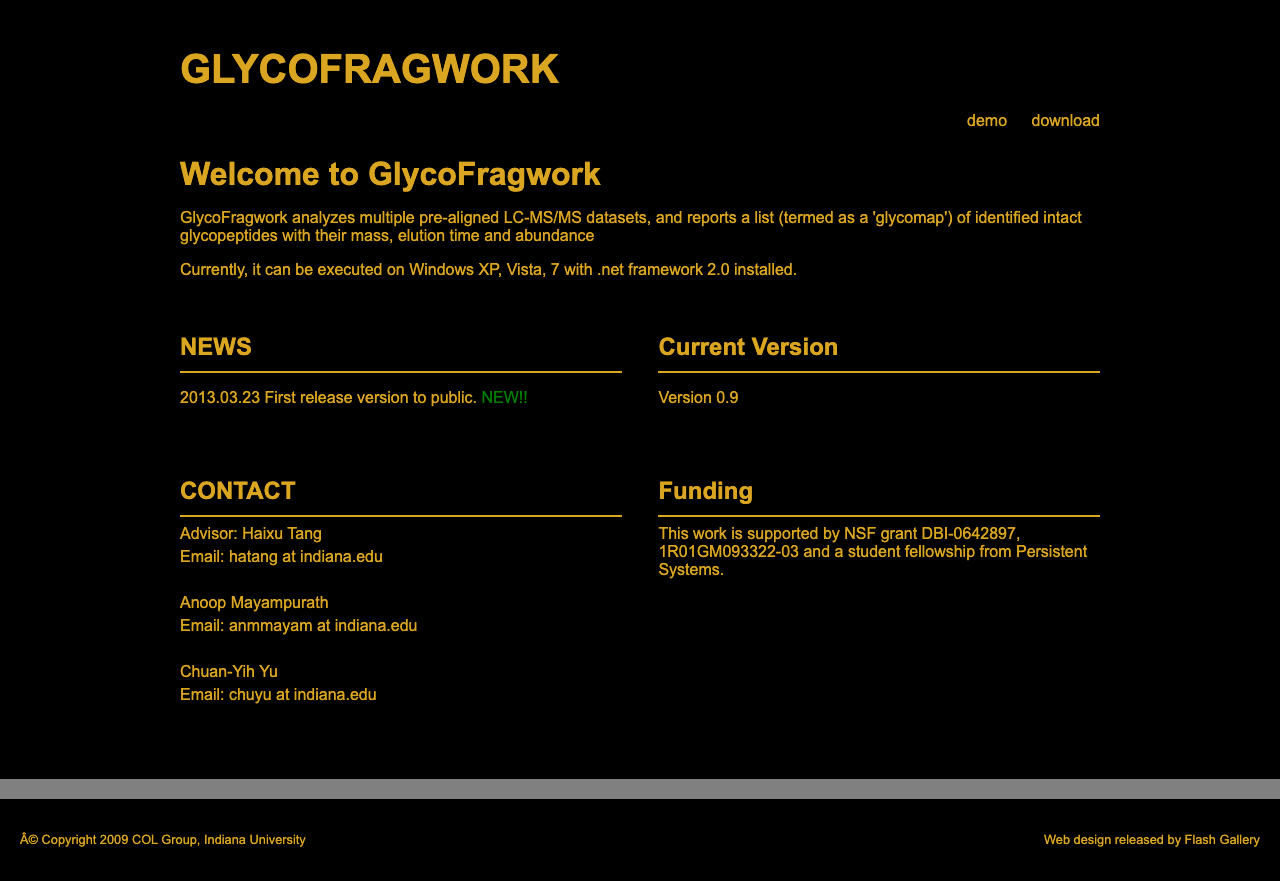 GLYCOFRAGWORK
demo download
Welcome to GlycoFragwork
GlycoFragwork analyzes multiple pre-aligned LC-MS/MS datasets, and reports a list (termed as a 'glycomap') of identified intact
glycopeptides with their mass, elution time and abundance
Currently, it can be executed on Windows XP, Vista, 7 with .net framework 2.0 installed.
NEWS
2013.03.23 First release version to public. NEW!!
Current Version
Version 0.9
CONTACT
Advisor: Haixu Tang
Email: hatang at indiana.edu
Anoop Mayampurath
Email: anmmayam at indiana.edu
Chuan-Yih Yu
Email: chuyu at indiana.edu
Funding
This work is supported by NSF grant DBI-0642897,
1R01GM093322-03 and a student fellowship from Persistent
Systems.
Â© Copyright 2009 COL Group, Indiana University
Web design released by Flash Gallery